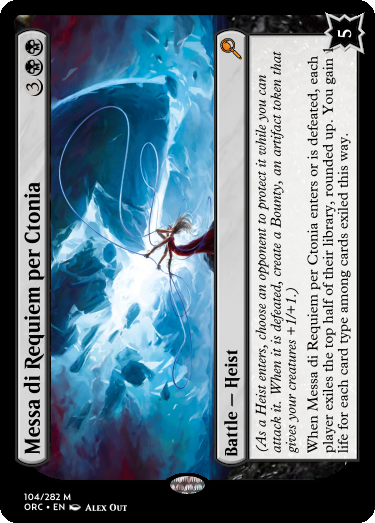 Messa di Requiem per Ctonia
3
Battle — Heist
(As a Heist enters, choose an opponent to protect it while you can
attack it. When it is defeated, create a Bounty, an artifact token that
gives your creatures +1/+1.)
When Messa di Requiem per Ctonia enters or is defeated, each
player exiles the top half of their library, rounded up. You gain 1
life for each card type among cards exiled this way.
5
104/282 M
ORC • EN Alex Out